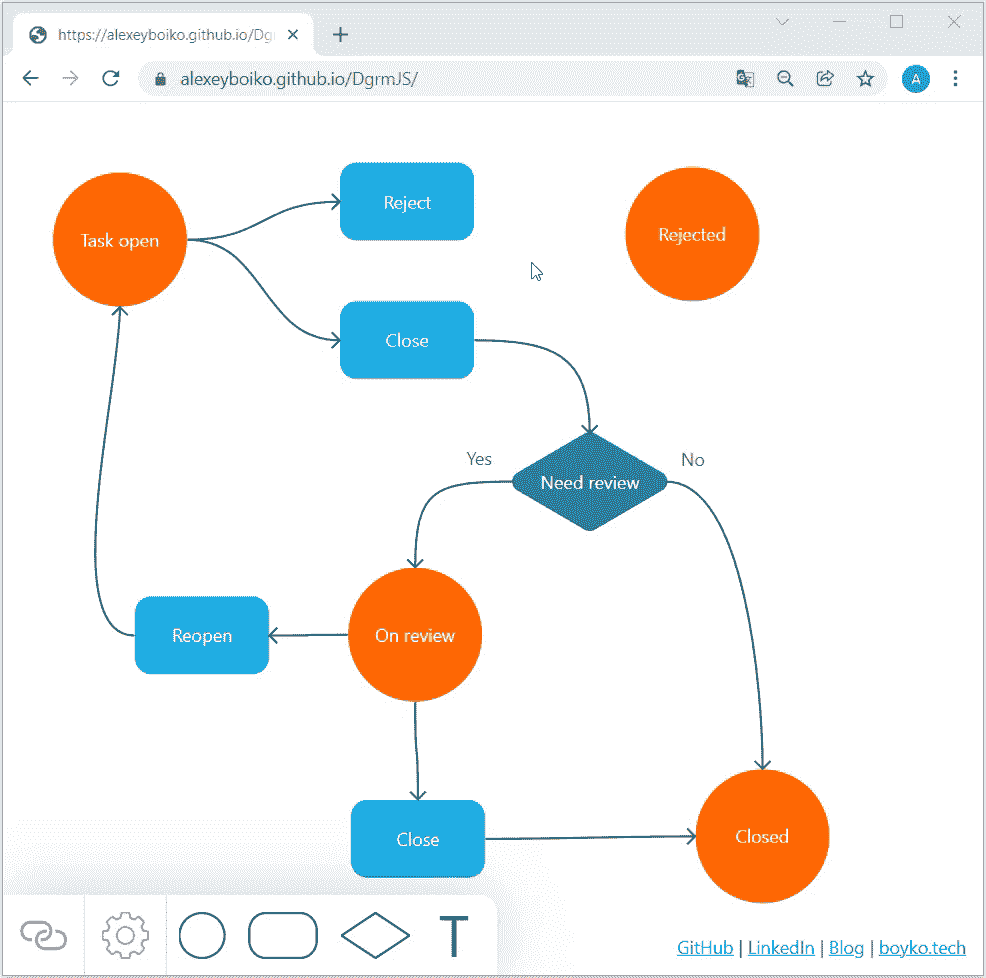 https://alexeyboiko.github.io/Dg
alexeyboiko.github.io/DgrmJS/
A
Reject
Rejected
Task open
Close
Yes
No
Need review
Reopen
On review
Close
Closed
T
GitHub | LinkedIn | Blog | boyko.tech